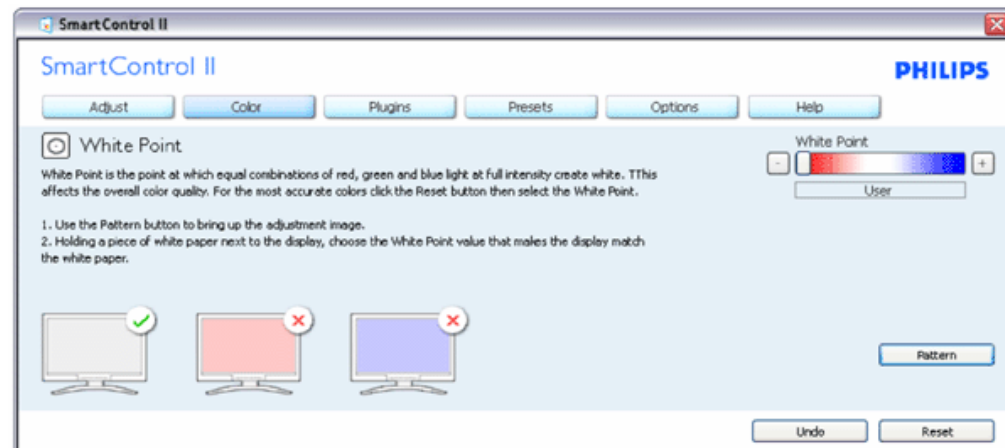 SmartControl II
SmartControl II
PHILIPS
Adjust
Color
Plugins
Presets
Options
Help
White Point
White Point is the point at which equal combinations of red, green and blue light at full intensity create white. TThis
affects the overall color quality. For the most accurate colors click the Reset button then select the White Point.
1. Use the Pattern button to bring up the adjustment image.
2. Holding a piece of white paper next to the display, choose the White Point value that makes the display match
the white paper.
White Point
- +
User
Pattern
Undo
Reset